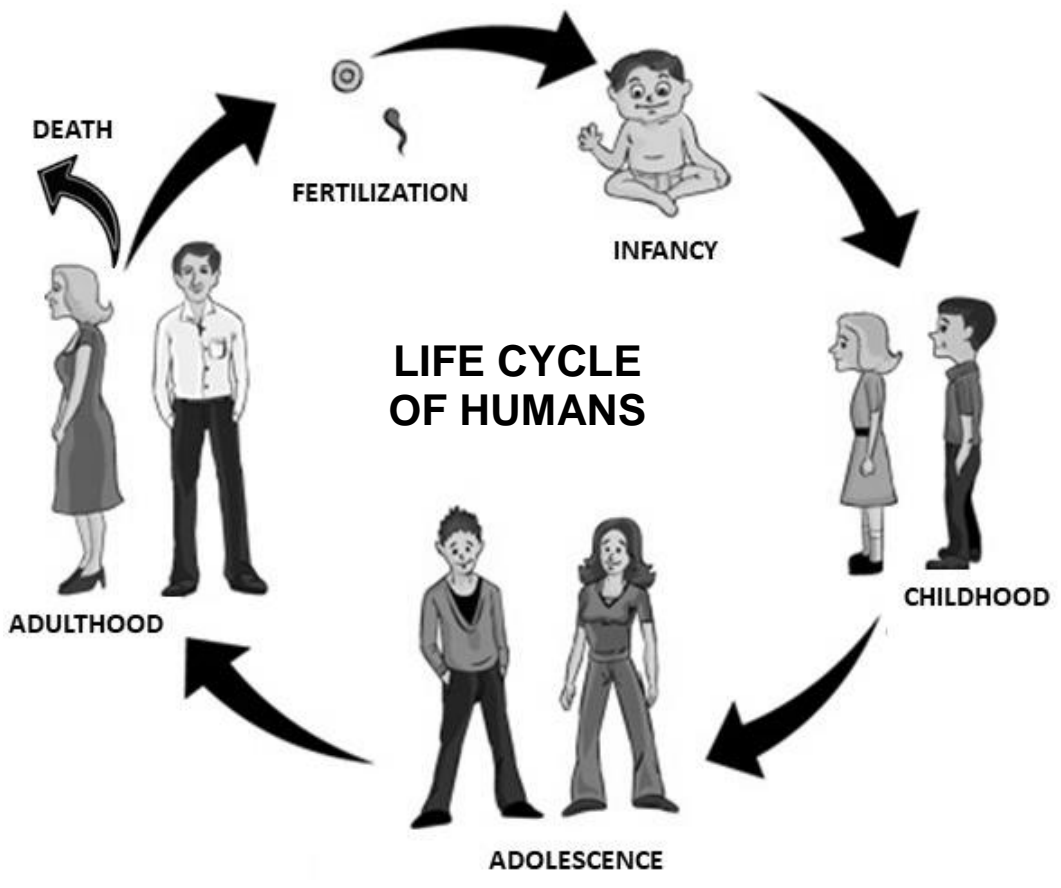 DEATH
FERTILIZATION
INFANCY
LIFE CYCLE
OF HUMANS
CHILDHOOD
ADULTHOOD
ADOLESCENCE